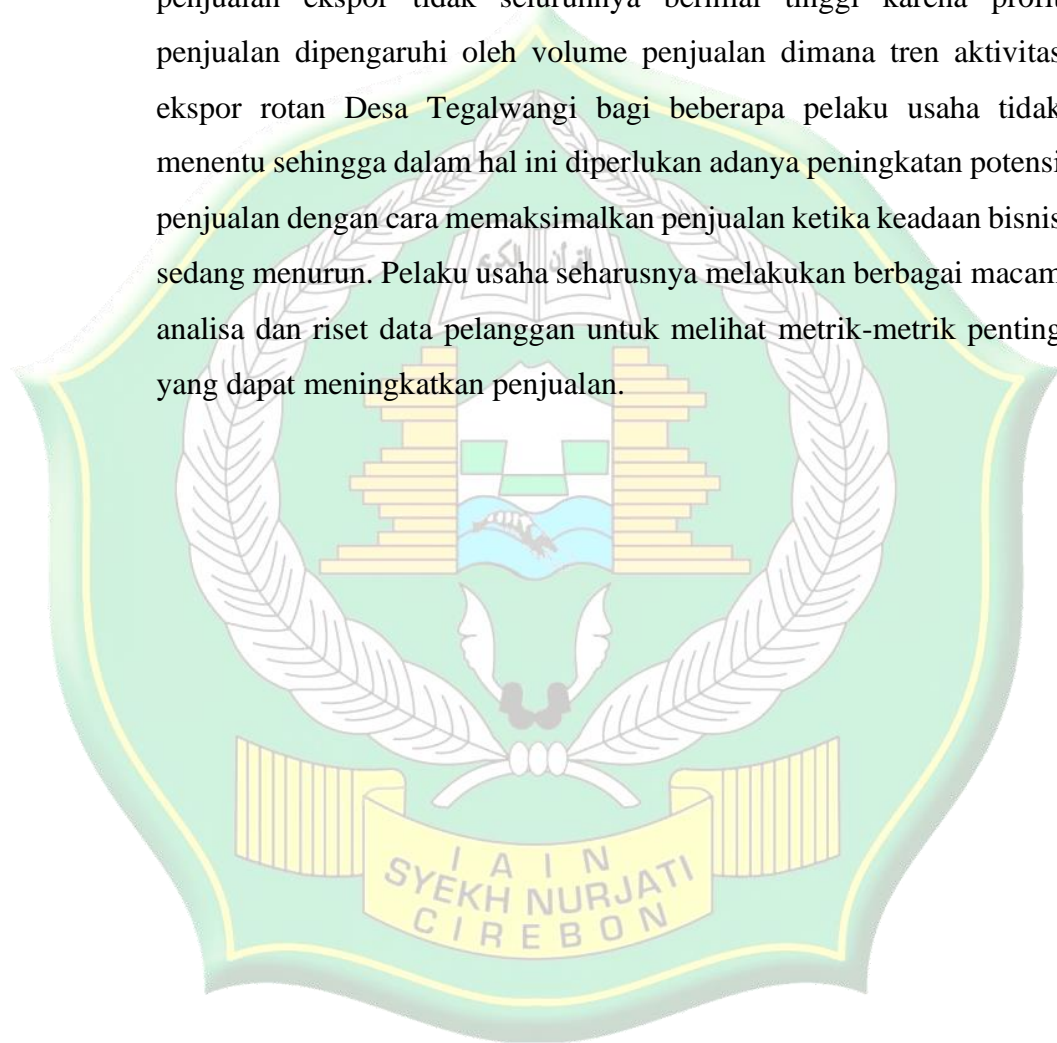 penjualan ekspor tidak seluruhnya bernilai tinggi karena profit
penjualan dipengaruhi oleh volume penjualan dimana tren aktivitas
ekspor rotan Desa Tegalwangi bagi beberapa pelaku usaha tidak
menentu sehingga dalam hal ini diperlukan adanya peningkatan potensi
penjualan dengan cara memaksimalkan penjualan ketika keadaan bisnis
sedang menurun. Pelaku usaha seharusnya melakukan berbagai macam
analisa dan riset data pelanggan untuk melihat metrik-metrik penting
yang dapat meningkatkan penjualan.
القرآن الكريم
IAIN
SYEKH NURJATI
CIREBON